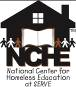 NCHE
National Center for
Homeless Education
at SERVE